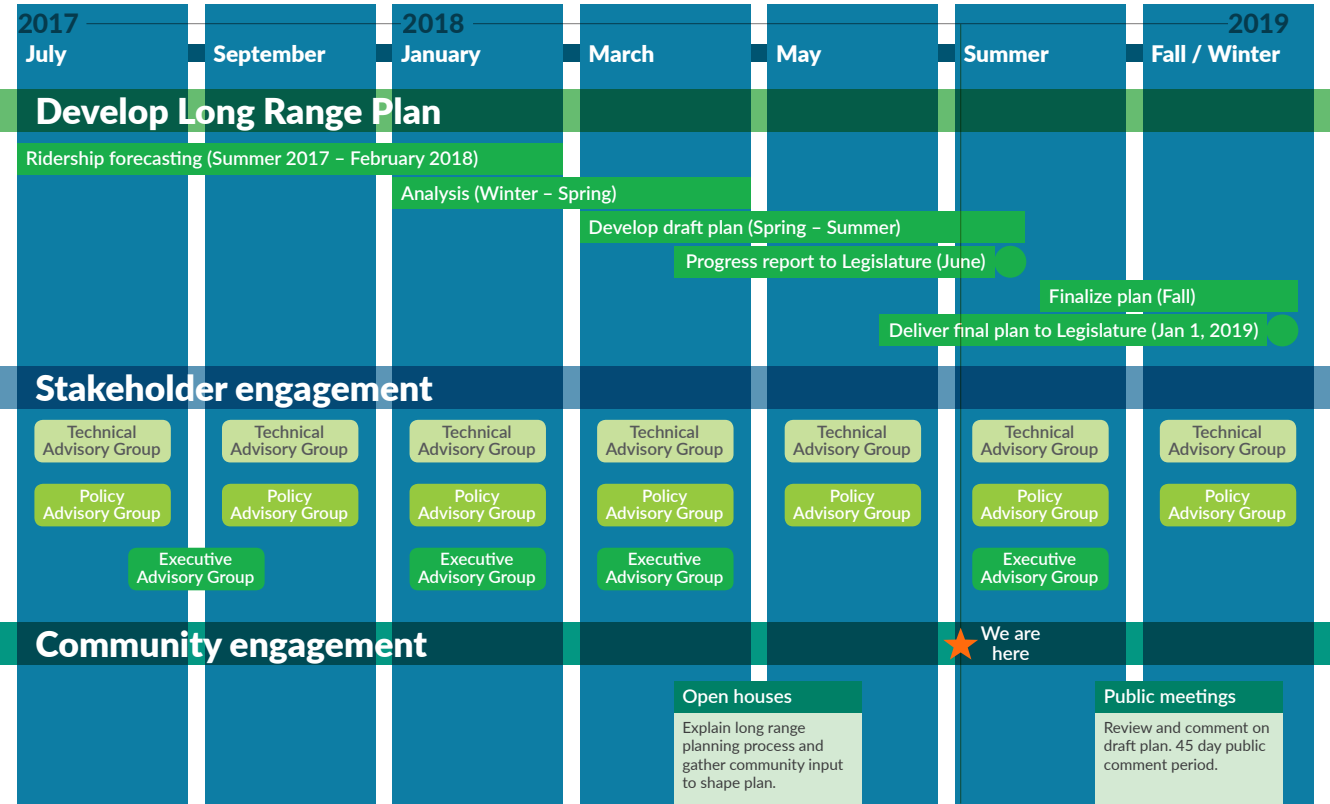 2017
2018
2019
July
September
January
March
May
Summer
Fall / Winter
Develop Long Range Plan
Ridership forecasting (Summer 2017 – February 2018)
Analysis (Winter – Spring)
Develop draft plan (Spring – Summer)
Progress report to Legislature (June)
Finalize plan (Fall)
Deliver final plan to Legislature (Jan 1, 2019)
Stakeholder engagement
Technical
Advisory Group
Technical
Advisory Group
Technical
Advisory Group
Technical
Advisory Group
Technical
Advisory Group
Technical
Advisory Group
Technical
Advisory Group
Policy
Advisory Group
Policy
Advisory Group
Policy
Advisory Group
Policy
Advisory Group
Policy
Advisory Group
Policy
Advisory Group
Policy
Advisory Group
Executive
Advisory Group
Executive
Advisory Group
Executive
Advisory Group
Executive
Advisory Group
Community engagement
We are
here
Open houses
Explain long range
planning process and
gather community input
to shape plan.
Public meetings
Review and comment on
draft plan. 45 day public
comment period.